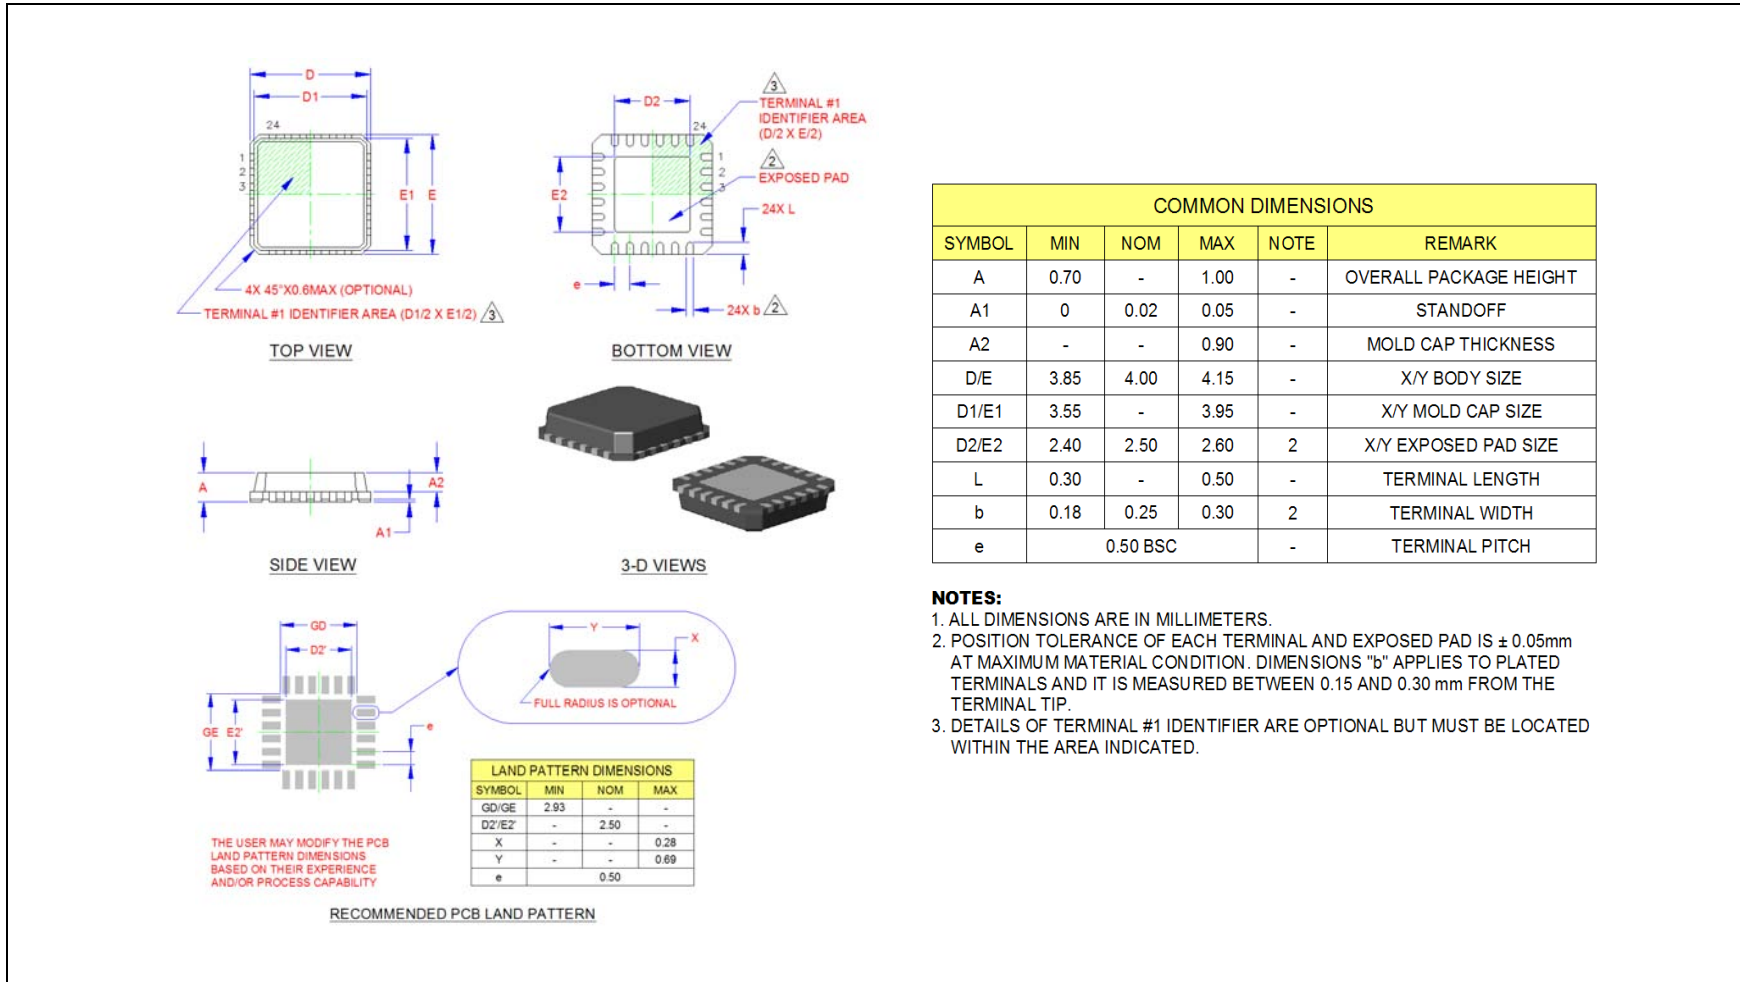 D
D1
24
1
2
3
E1
E
4X 45°X0.6MAX (OPTIONAL)
TERMINAL #1 IDENTIFIER AREA (D1/2 X E1/2) 3
TOP VIEW
D2
3
TERMINAL #1
IDENTIFIER AREA
(D/2 X E/2)
24
1
2
3
2
EXPOSED PAD
E2
24X L
e
24X b 2
BOTTOM VIEW
A
A2
A1
SIDE VIEW
3-D VIEWS
GD
D2'
GE
E2'
e
Y
X
FULL RADIUS IS OPTIONAL
LAND PATTERN DIMENSIONS
SYMBOL MIN NOM MAX
GD/GE 2.93 - -
D2'/E2' - 2.50 -
X - - 0.28
Y - - 0.69
e 0.50
THE USER MAY MODIFY THE PCB
LAND PATTERN DIMENSIONS
BASED ON THEIR EXPERIENCE
AND/OR PROCESS CAPABILITY
RECOMMENDED PCB LAND PATTERN
COMMON DIMENSIONS
SYMBOL MIN NOM MAX NOTE REMARK
A 0.70 - 1.00 - OVERALL PACKAGE HEIGHT
A1 0 0.02 0.05 - STANDOFF
A2 - - 0.90 - MOLD CAP THICKNESS
D/E 3.85 4.00 4.15 - X/Y BODY SIZE
D1/E1 3.55 - 3.95 - X/Y MOLD CAP SIZE
D2/E2 2.40 2.50 2.60 2 X/Y EXPOSED PAD SIZE
L 0.30 - 0.50 - TERMINAL LENGTH
b 0.18 0.25 0.30 2 TERMINAL WIDTH
e 0.50 BSC - TERMINAL PITCH
NOTES:
1. ALL DIMENSIONS ARE IN MILLIMETERS.
2. POSITION TOLERANCE OF EACH TERMINAL AND EXPOSED PAD IS ± 0.05mm
AT MAXIMUM MATERIAL CONDITION. DIMENSIONS "b" APPLIES TO PLATED
TERMINALS AND IT IS MEASURED BETWEEN 0.15 AND 0.30 mm FROM THE
TERMINAL TIP.
3. DETAILS OF TERMINAL #1 IDENTIFIER ARE OPTIONAL BUT MUST BE LOCATED
WITHIN THE AREA INDICATED.